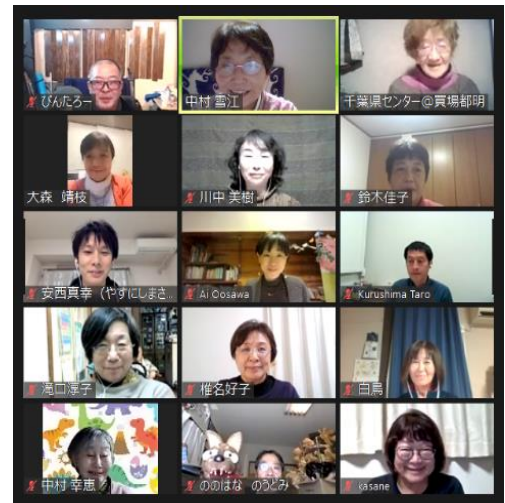 ぴんたろー
中村 雪江
千葉県センター@貫場都明
大森 靖枝
川中 美樹
鈴木佳子
安西真幸（やすにしまさ...
Ai Oosawa
Kurushima Taro
滝口淳子
椎名好子
白鳥
中村 幸恵
ののはな のうとみ
kasane